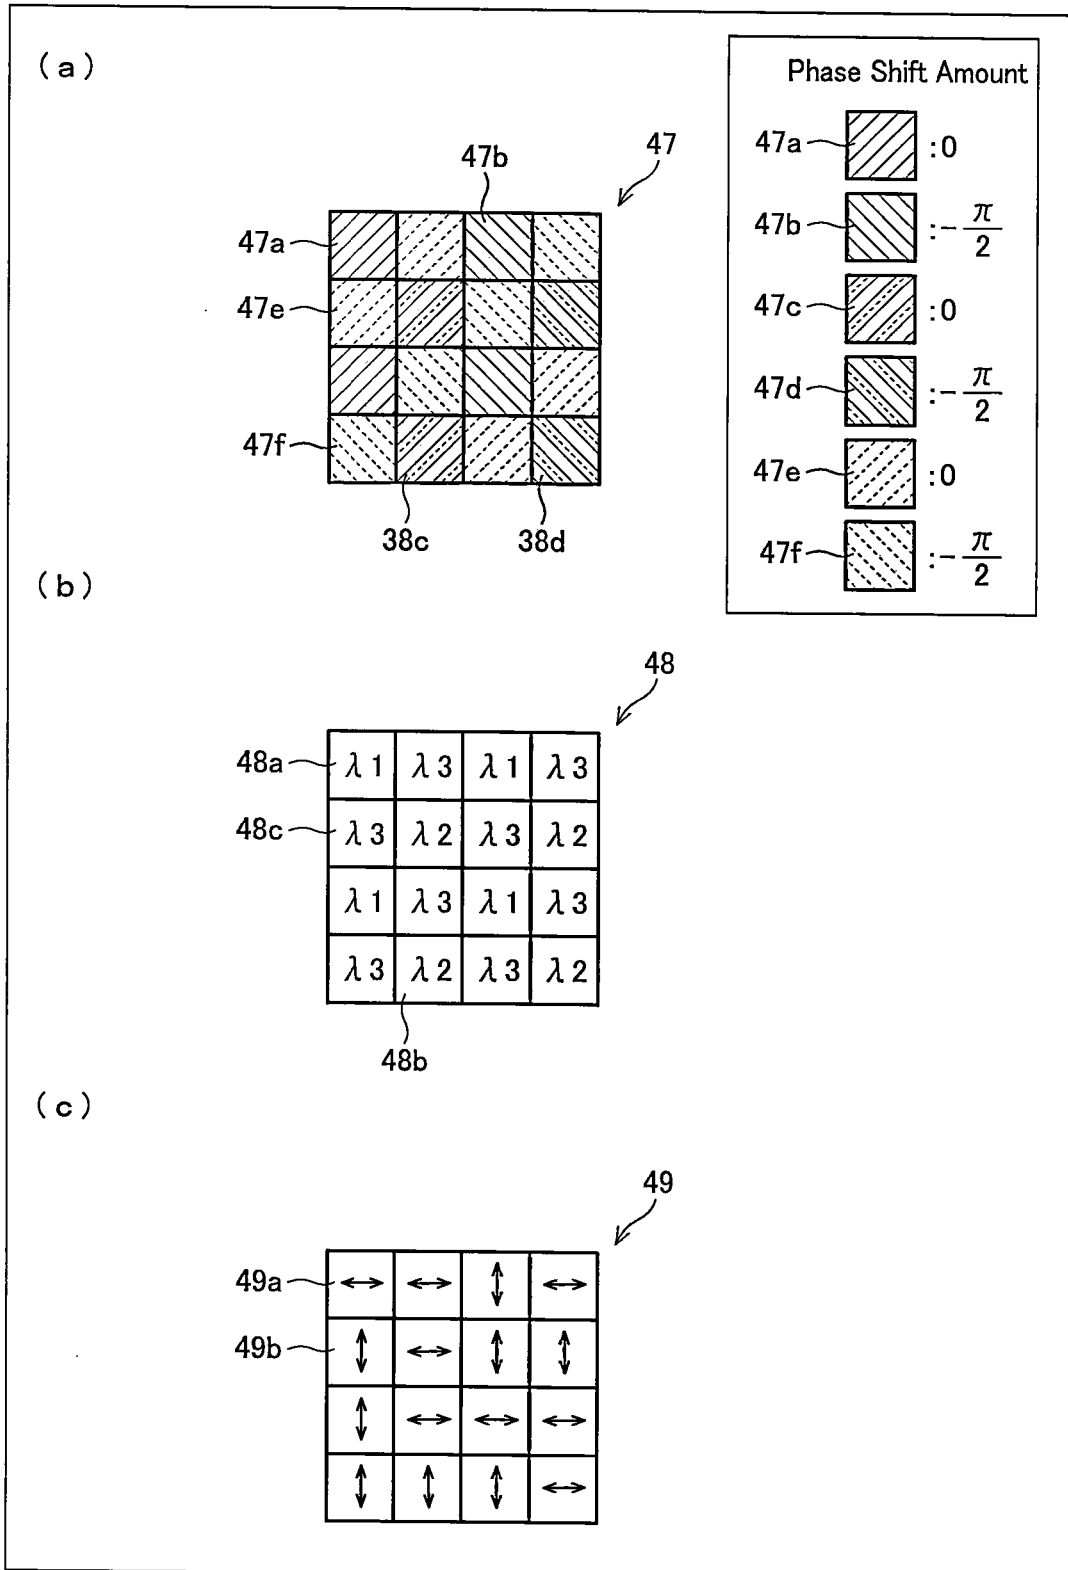 (a)
Phase Shift Amount
47a :0
47b :-π/2
47c :0
47d :-π/2
47e :0
47f :-π/2
47
47b
47a
47e
47f
38c 38d
(b)
48
48a λ1 λ3 λ1 λ3
48c λ3 λ2 λ3 λ2
λ1 λ3 λ1 λ3
λ3 λ2 λ3 λ2
48b
(c)
49
49a
49b